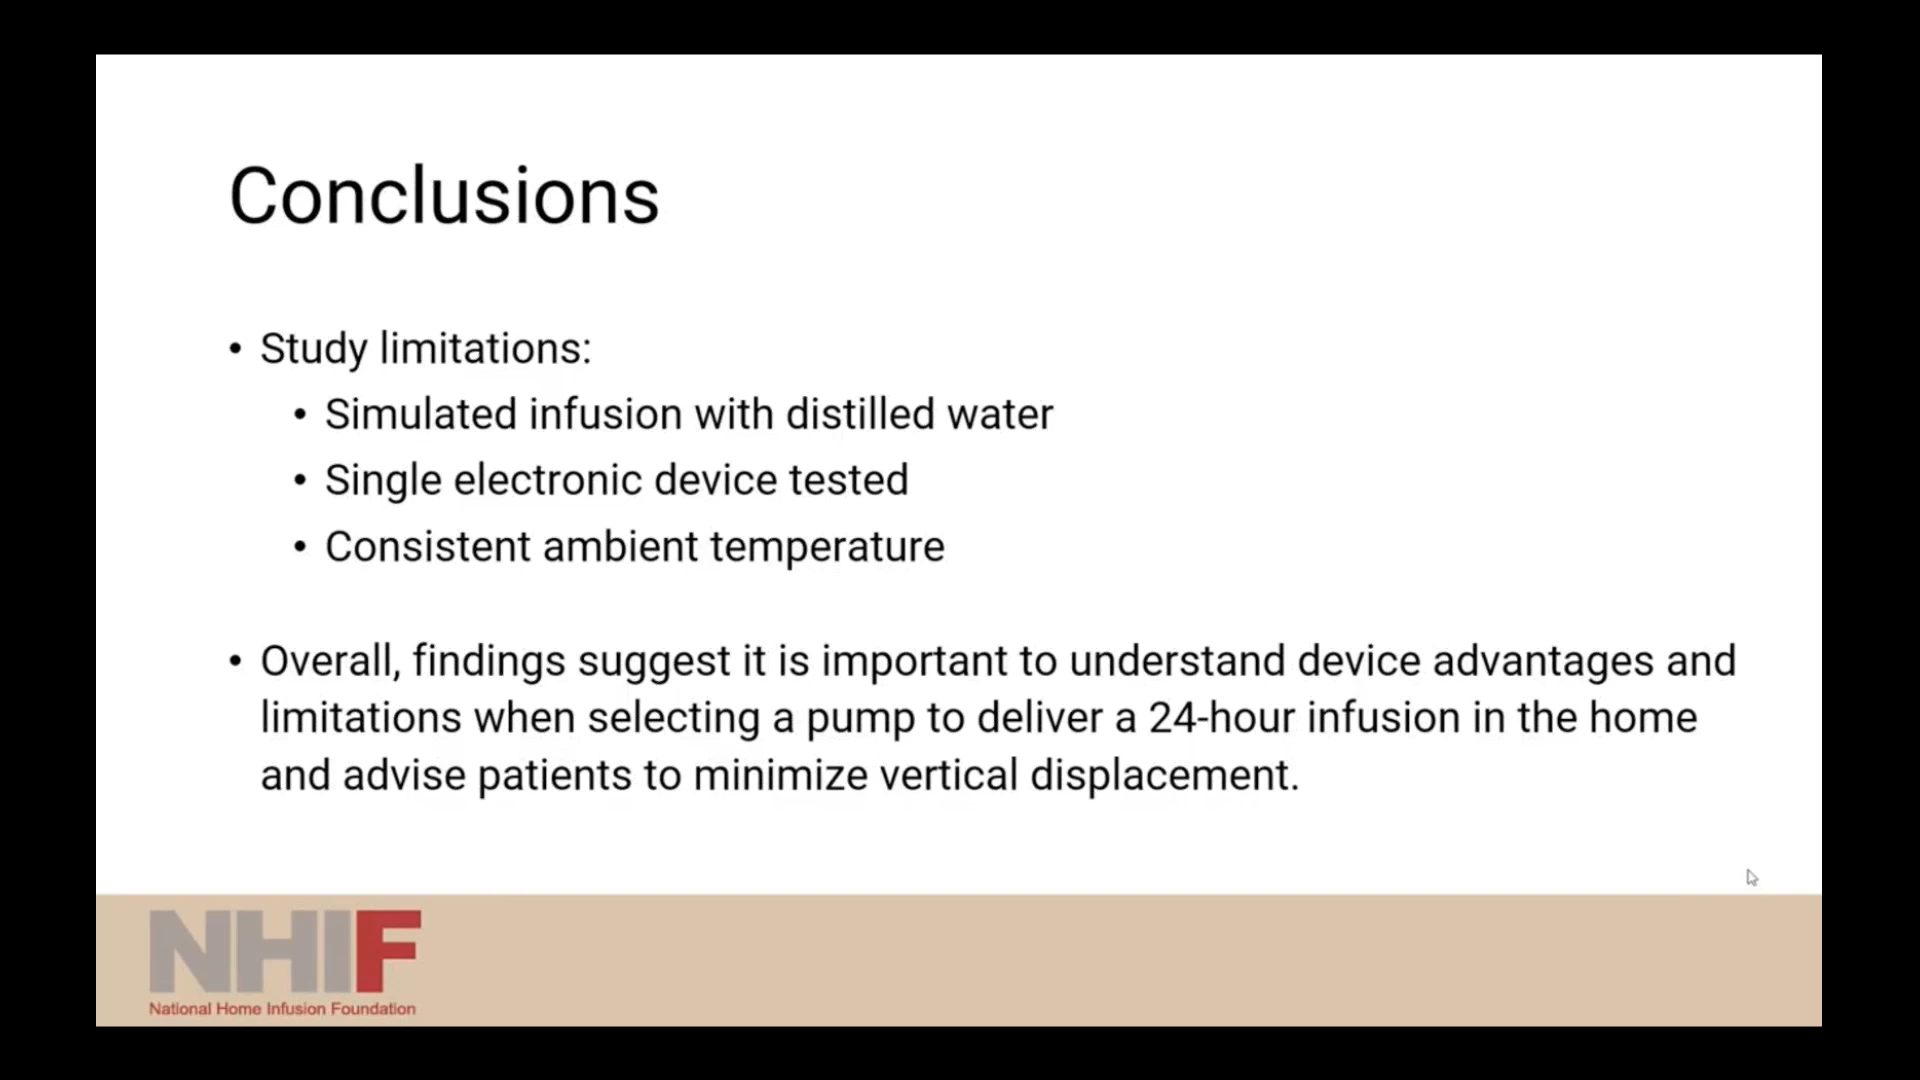 Conclusions
• Study limitations:
• Simulated infusion with distilled water
• Single electronic device tested
• Consistent ambient temperature
• Overall, findings suggest it is important to understand device advantages and
limitations when selecting a pump to deliver a 24-hour infusion in the home
and advise patients to minimize vertical displacement.
NHIF
National Home Infusion Foundation